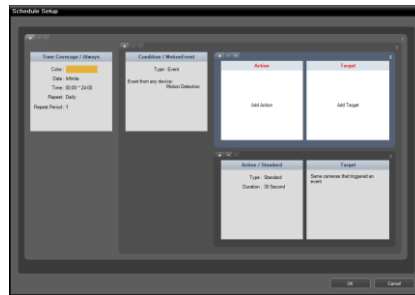 Schedule Setup
Time Coverage / Always
Color :
Date : Infinite
Time : 00:00 ~ 24:00
Repeat : Daily
Repeat Period : 1
Condition / MotionEvent
Type : Event
Event from any device:
Motion Detection
x
Action
Add Action
Target
Add Target
x
Action / Standard
Type : Standard
Duration : 30 Second
Target
Same cameras that triggered an
event
OK
Cancel